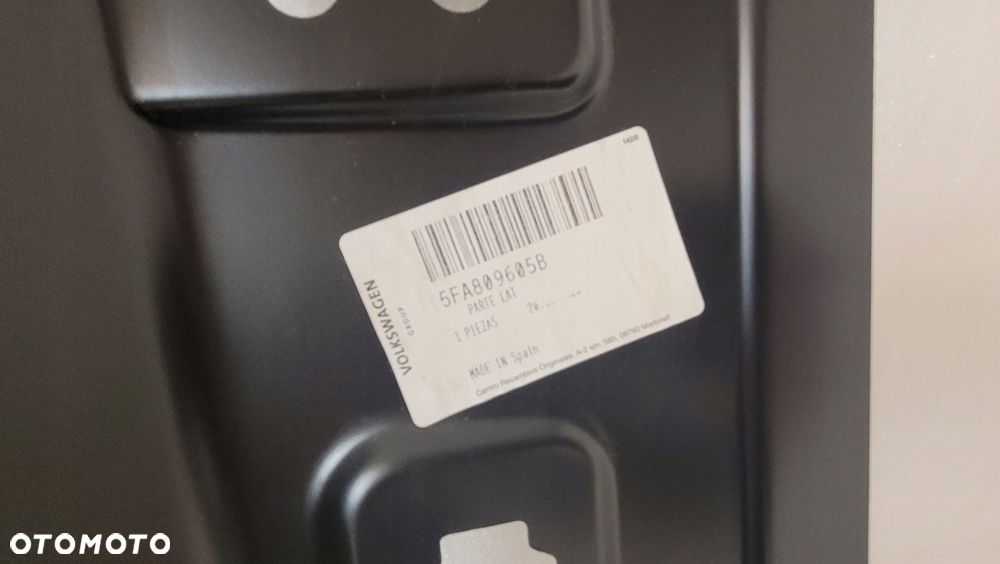 VOLKSWAGEN
GROUP
5FA809605B
PARTE LAT
1 PIEZAS
MADE IN Spain
Centro Recambios Originales, A-2 km. 585, 08760 Martorell
OTOMOTO